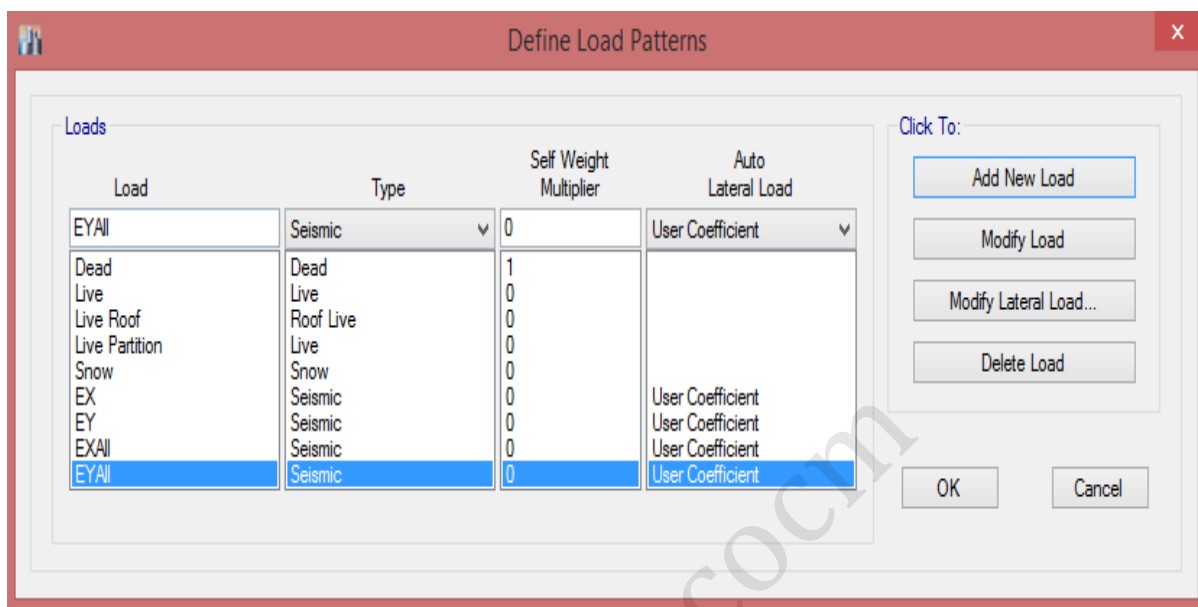 Define Load Patterns
x
Loads
Click To:
Load Type Self Weight Multiplier Auto Lateral Load
EYAll Seismic 0 User Coefficient
Dead Dead 1
Live Live 0
Live Roof Roof Live 0
Live Partition Live 0
Snow Snow 0
EX Seismic 0 User Coefficient
EY Seismic 0 User Coefficient
EXAll Seismic 0 User Coefficient
EYAll Seismic 0 User Coefficient
Add New Load
Modify Load
Modify Lateral Load...
Delete Load
OK Cancel
cocm